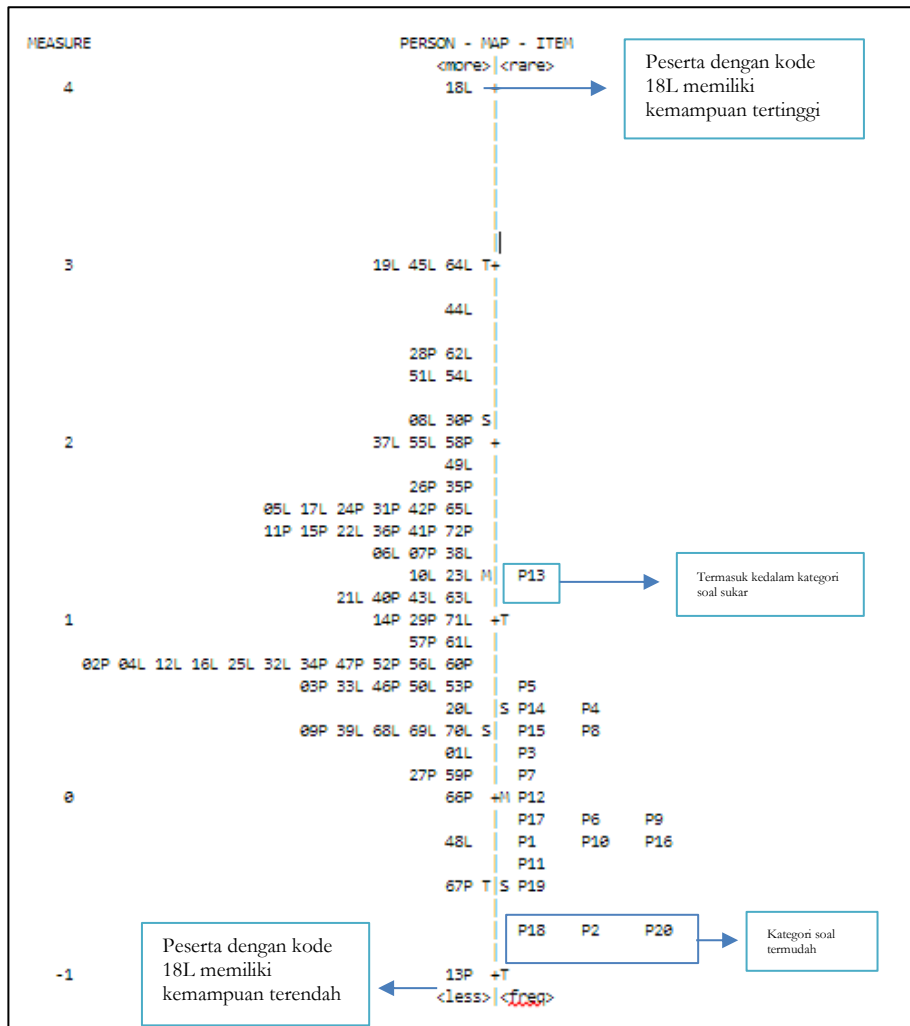 MEASURE PERSON - MAP - ITEM
<more>|<rare>
4 18L +
Peserta dengan kode
18L memiliki
kemampuan tertinggi
3 19L 45L 64L T+
44L
28P 62L
51L 54L
08L 30P S|
2 37L 55L 58P +
49L
26P 35P
05L 17L 24P 31P 42P 65L
11P 15P 22L 36P 41P 72P
06L 07P 38L
10L 23L M P13
Termasuk kedalam kategori
soal sukar
21L 40P 43L 63L
1 14P 29P 71L +T
57P 61L
02P 04L 12L 16L 25L 32L 34P 47P 52P 56L 60P
03P 33L 46P 50L 53P | P5
20L |S P14 P4
09P 39L 68L 69L 70L S| P15 P8
01L | P3
27P 59P | P7
0 66P +M P12
| P17 P6 P9
48L | P1 P10 P16
| P11
67P T|S P19
P18 P2 P20
Kategori soal
termudah
Peserta dengan kode
18L memiliki
kemampuan terendah
-1 13P +T
<less>|<freq>